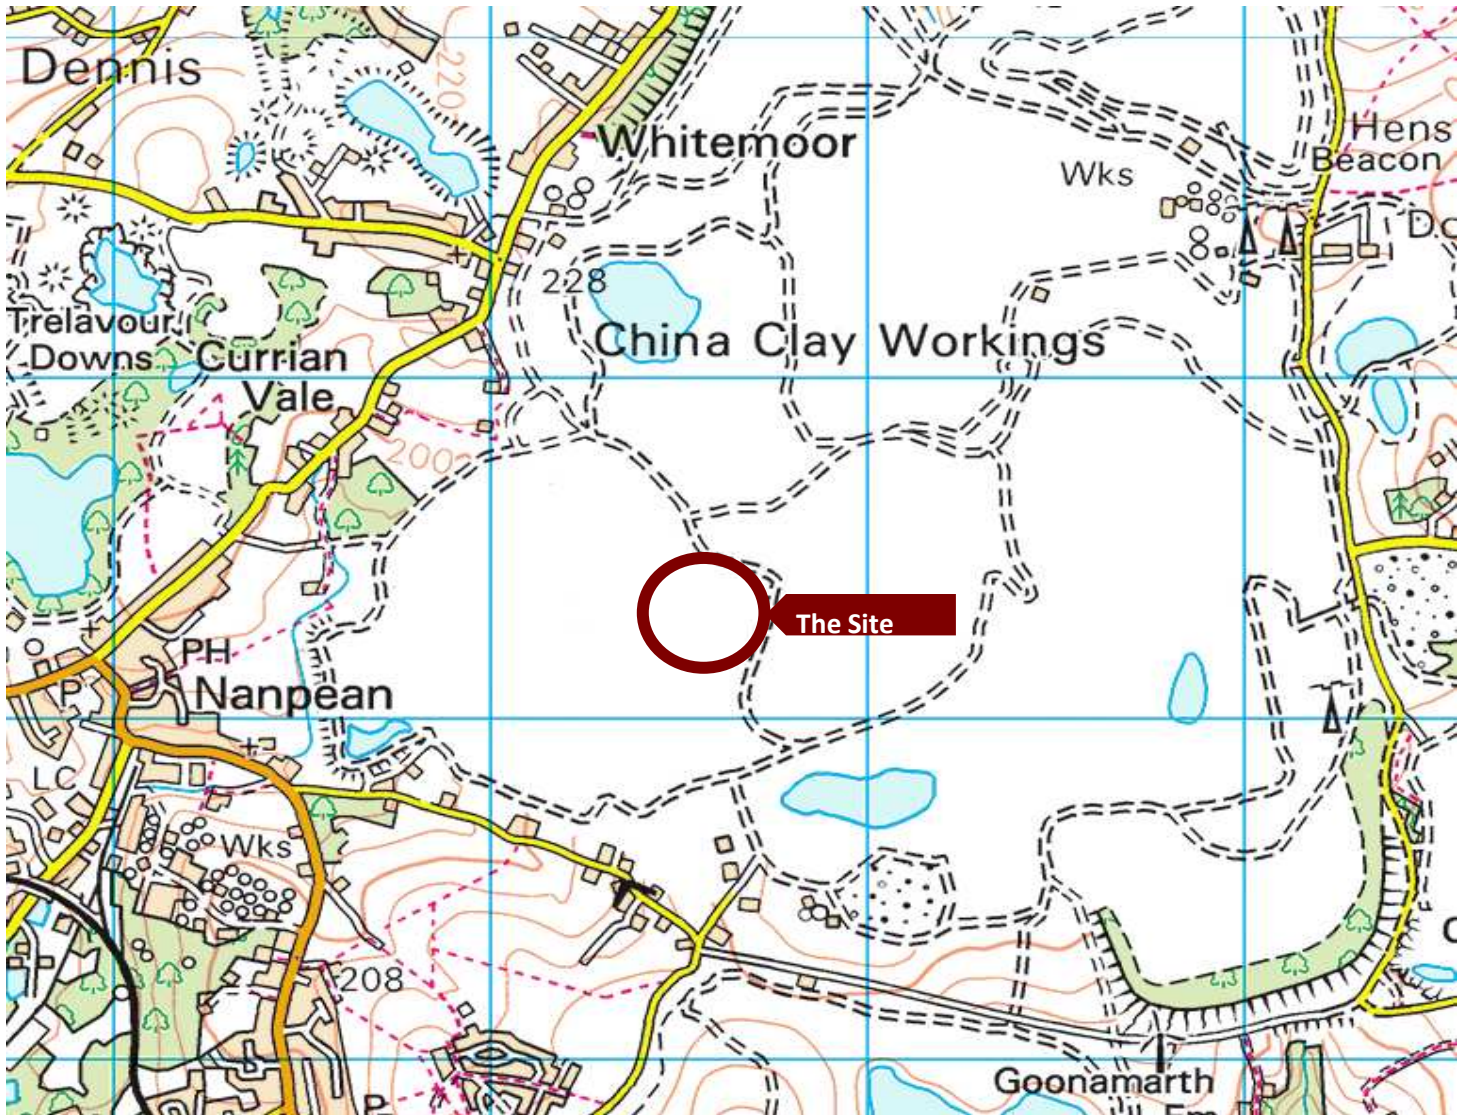 Dennis
220
Whitemoor
Hens
Beacon
Wks
228
Trelavour
Downs
China Clay Workings
Currian
Vale
200
The Site
PH
P
Nanpean
LC
Wks
208
Goonamarth